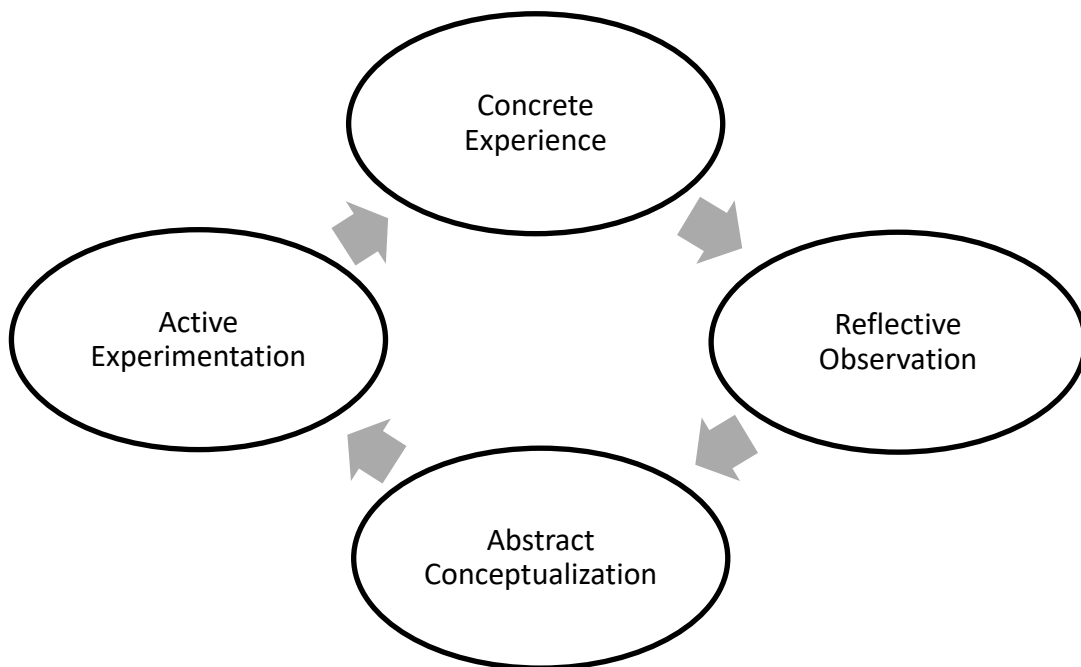 Concrete
Experience
Active
Experimentation
Reflective
Observation
Abstract
Conceptualization